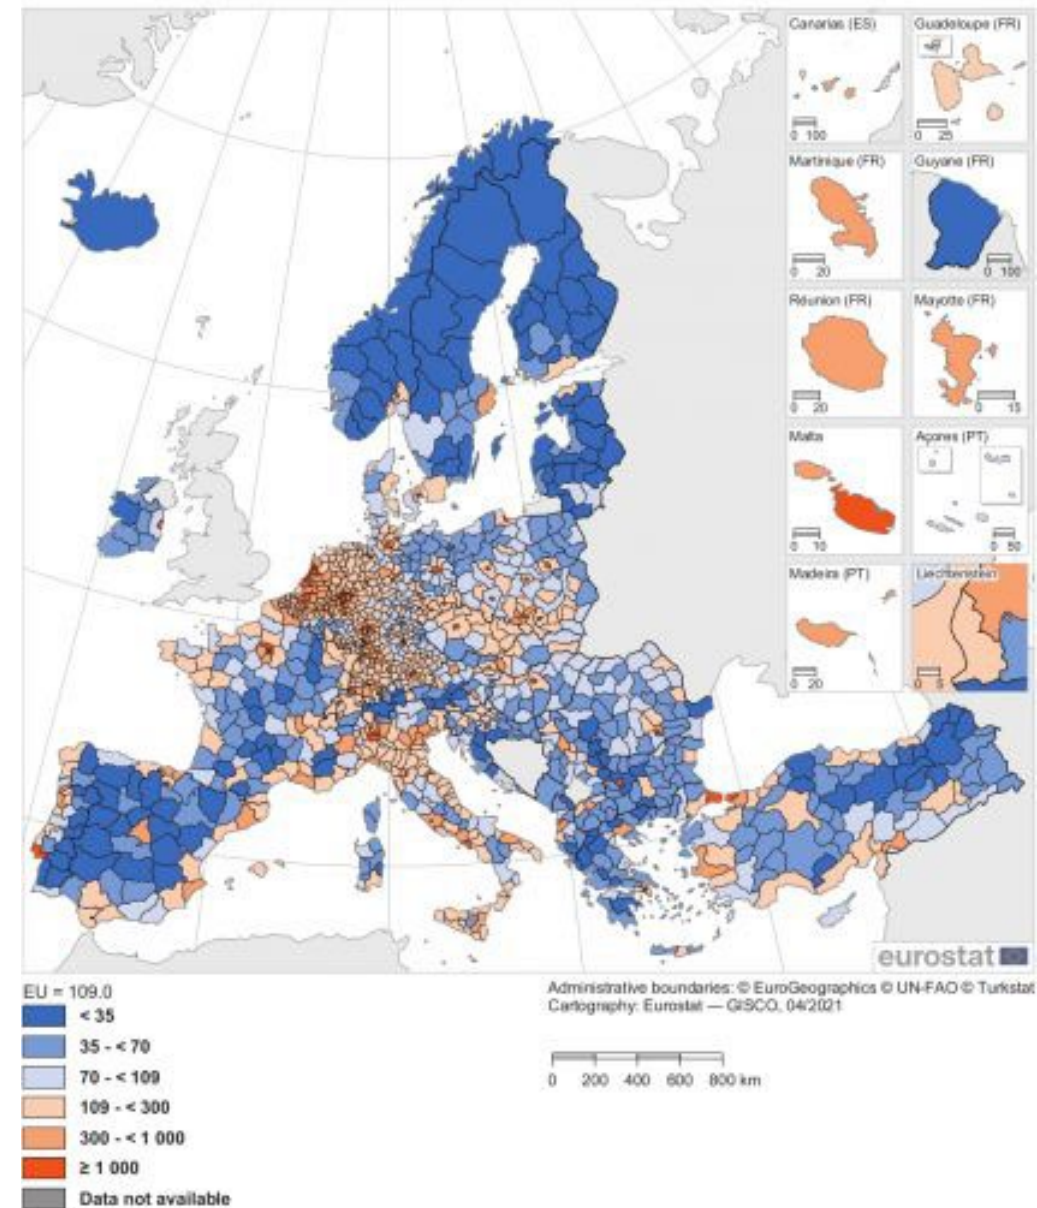 Canarias (ES)
0 100
Guadeloupe (FR)
0 25
Martinique (FR)
0 20
Guyane (FR)
0 100
Réunion (FR)
0 20
Mayotte (FR)
0 15
Malta
0 10
Açores (PT)
0 50
Madeira (PT)
0 20
Liechtenstein
0 5
eurostat
EU = 109.0
< 35
35 - < 70
70 - < 109
109 - < 300
300 - < 1 000
≥ 1 000
Data not available
Administrative boundaries: © EuroGeographics © UN-FAO © Turkstat
Cartography: Eurostat — GISCO, 04/2021
0 200 400 600 800 km